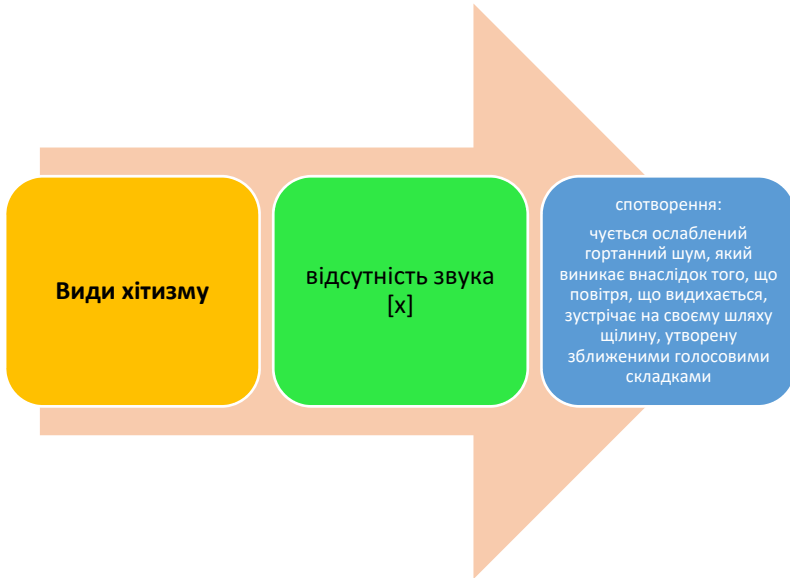 Види хітизму
відсутність звука
[х]
спотворення:
чується ослаблений
гортанний шум, який
виникає внаслідок того, що
повітря, що видихається,
зустрічає на своєму шляху
щілину, утворену
зближеними голосовими
складками